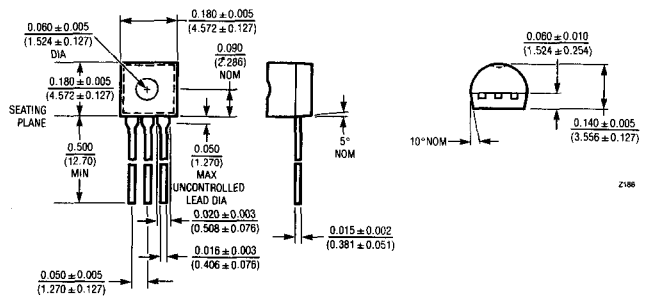 0.060 ± 0.005
(1.524 ± 0.127)
DIA
0.180 ± 0.005
(4.572 ± 0.127)
0.090
(2.286)
NOM
0.180 ± 0.005
(4.572 ± 0.127)
SEATING
PLANE
0.500
(12.70)
MIN
0.050
(1.270)
MAX
UNCONTROLLED
LEAD DIA
0.020 ± 0.003
(0.508 ± 0.076)
0.016 ± 0.003
(0.406 ± 0.076)
0.050 ± 0.005
(1.270 ± 0.127)
5°
NOM
0.015 ± 0.002
(0.381 ± 0.051)
0.060 ± 0.010
(1.524 ± 0.254)
0.140 ± 0.005
(3.556 ± 0.127)
10° NOM
Z186